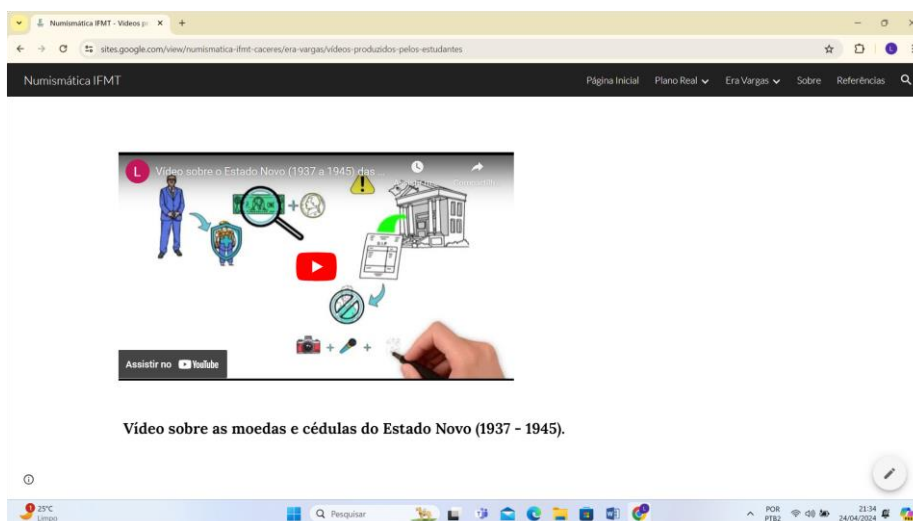 Numismática IFMT - Vídeos pr
sites.google.com/view/numismatica-ifmt-caceres/era-vargas/vídeos-produzidos-pelos-estudantes
Numismática IFMT
Página Inicial Plano Real Era Vargas Sobre Referências
L Vídeo sobre o Estado Novo (1937 a 1945) das ...
Assistir no YouTube
Vídeo sobre as moedas e cédulas do Estado Novo (1937 - 1945).
25°C
Limpo
Pesquisar
POR
PTB2
21:34
24/04/2024